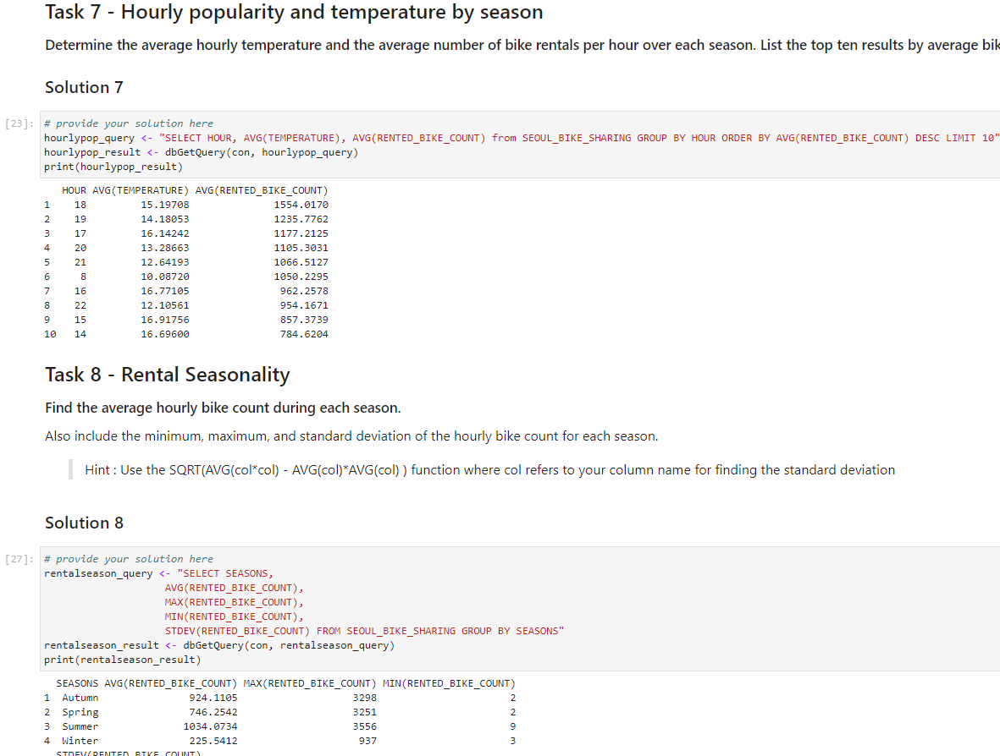 Task 7 - Hourly popularity and temperature by season
Determine the average hourly temperature and the average number of bike rentals per hour over each season. List the top ten results by average
Solution 7
[23]: # provide your solution here
hourlypop_query <- "SELECT HOUR, AVG(TEMPERATURE), AVG(RENTED_BIKE_COUNT) from SEOUL_BIKE_SHARING GROUP BY HOUR ORDER BY AVG(RENTED_BIKE_COUNT) DESC LIMIT 10"
hourlypop_result <- dbGetQuery(con, hourlypop_query)
print(hourlypop_result)
HOUR AVG(TEMPERATURE) AVG(RENTED_BIKE_COUNT)
1 18 15.19708 1554.0170
2 19 14.18053 1235.7762
3 17 16.14242 1177.2125
4 20 13.28663 1105.3031
5 21 12.64193 1066.5127
6 8 10.08720 1050.2295
7 16 16.77105 962.2578
8 22 12.10561 954.1671
9 15 16.91756 857.3739
10 14 16.69600 784.6204
Task 8 - Rental Seasonality
Find the average hourly bike count during each season.
Also include the minimum, maximum, and standard deviation of the hourly bike count for each season.
Hint : Use the SQRT(AVG(col*col) - AVG(col)*AVG(col) ) function where col refers to your column name for finding the standard deviation
Solution 8
[27]: # provide your solution here
rentalseason_query <- "SELECT SEASONS,
AVG(RENTED_BIKE_COUNT),
MAX(RENTED_BIKE_COUNT),
MIN(RENTED_BIKE_COUNT),
STDEV(RENTED_BIKE_COUNT) FROM SEOUL_BIKE_SHARING GROUP BY SEASONS"
rentalseason_result <- dbGetQuery(con, rentalseason_query)
print(rentalseason_result)
SEASONS AVG(RENTED_BIKE_COUNT) MAX(RENTED_BIKE_COUNT) MIN(RENTED_BIKE_COUNT)
1 Autumn 924.1105 3298 2
2 Spring 746.2542 3251 2
3 Summer 1034.0734 3556 9
4 Winter 225.5412 937 3
STDEV(RENTED_BIKE_COUNT)